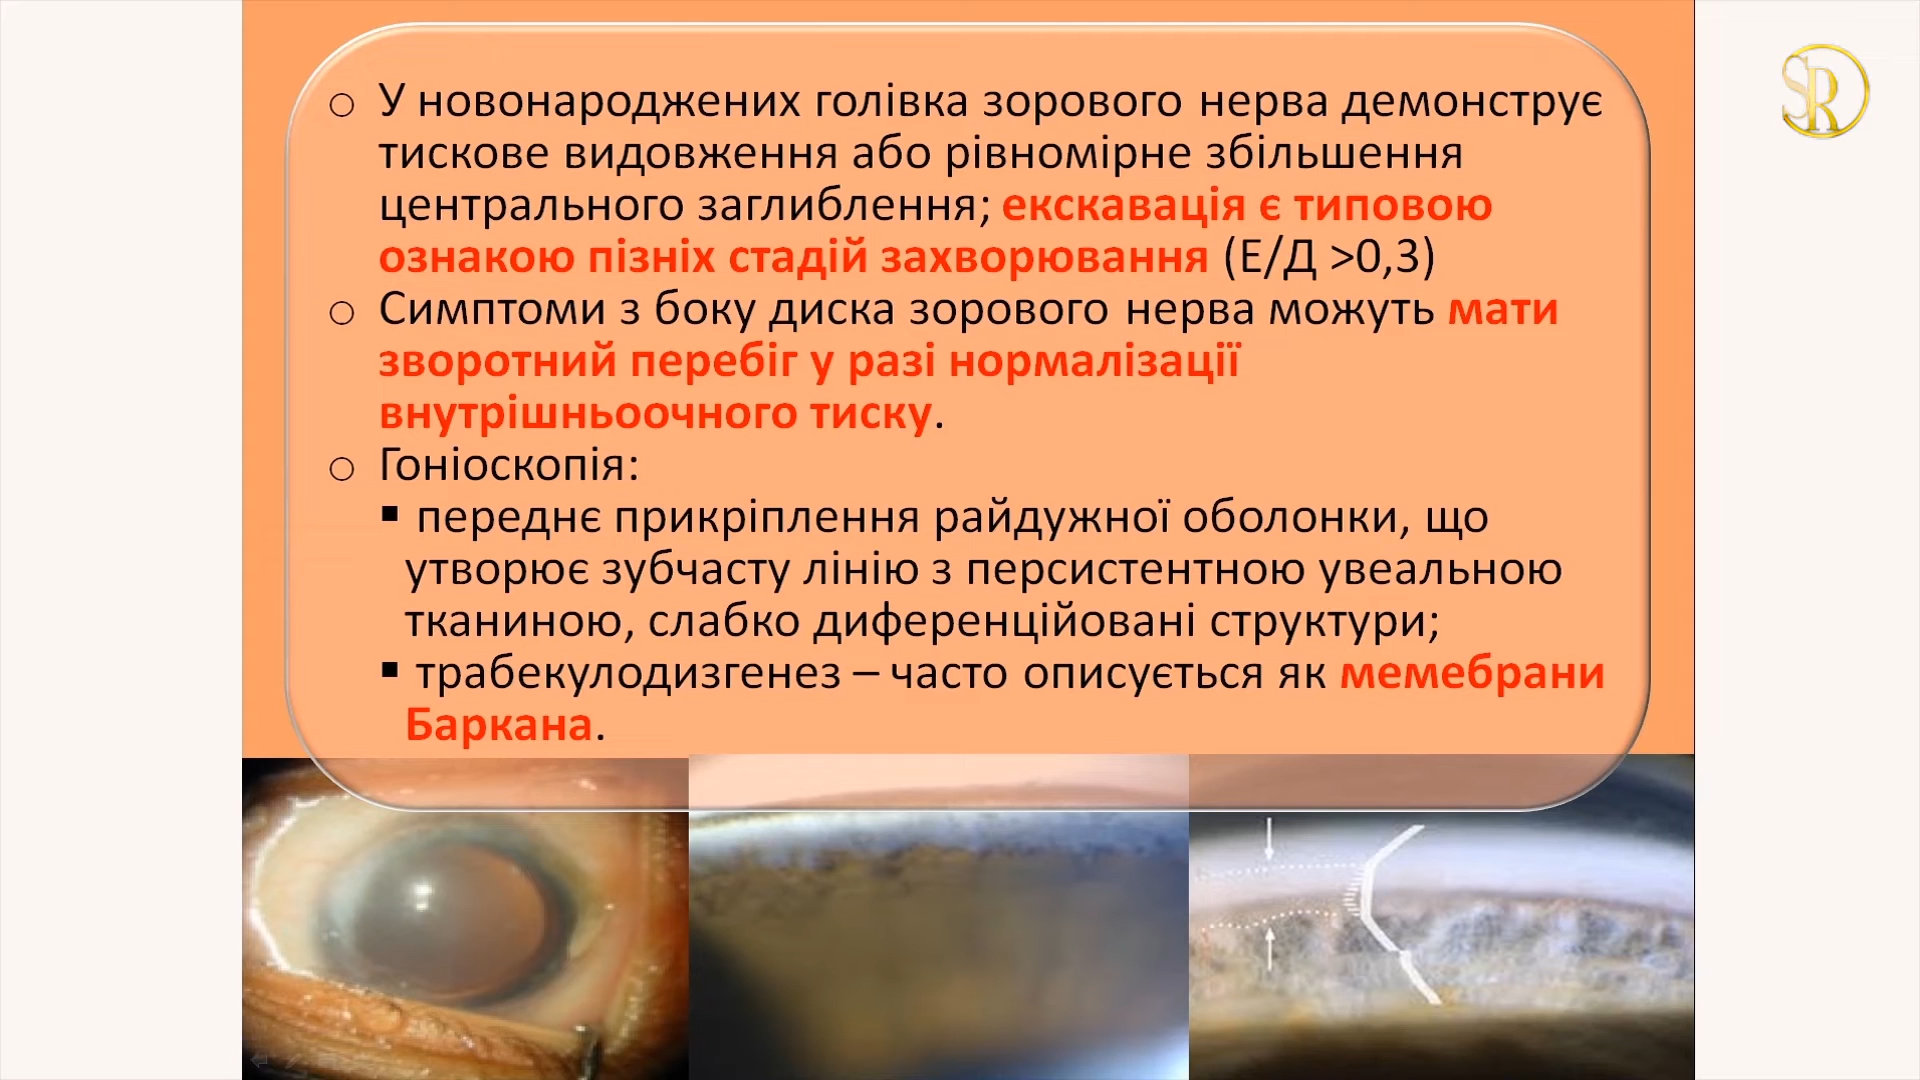 SR
○ У новонароджених голівка зорового нерва демонструє
тискове видовження або рівномірне збільшення
центрального заглиблення; екскавація є типовою
ознакою пізніх стадій захворювання (Е/Д >0,3)
○ Симптоми з боку диска зорового нерва можуть мати
зворотний перебіг у разі нормалізації
внутрішньоочного тиску.
○ Гоніоскопія:
▪ переднє прикріплення райдужної оболонки, що
утворює зубчасту лінію з персистентною увеальною
тканиною, слабко диференційовані структури;
▪ трабекулодизгенез – часто описується як мемебрани
Баркана.